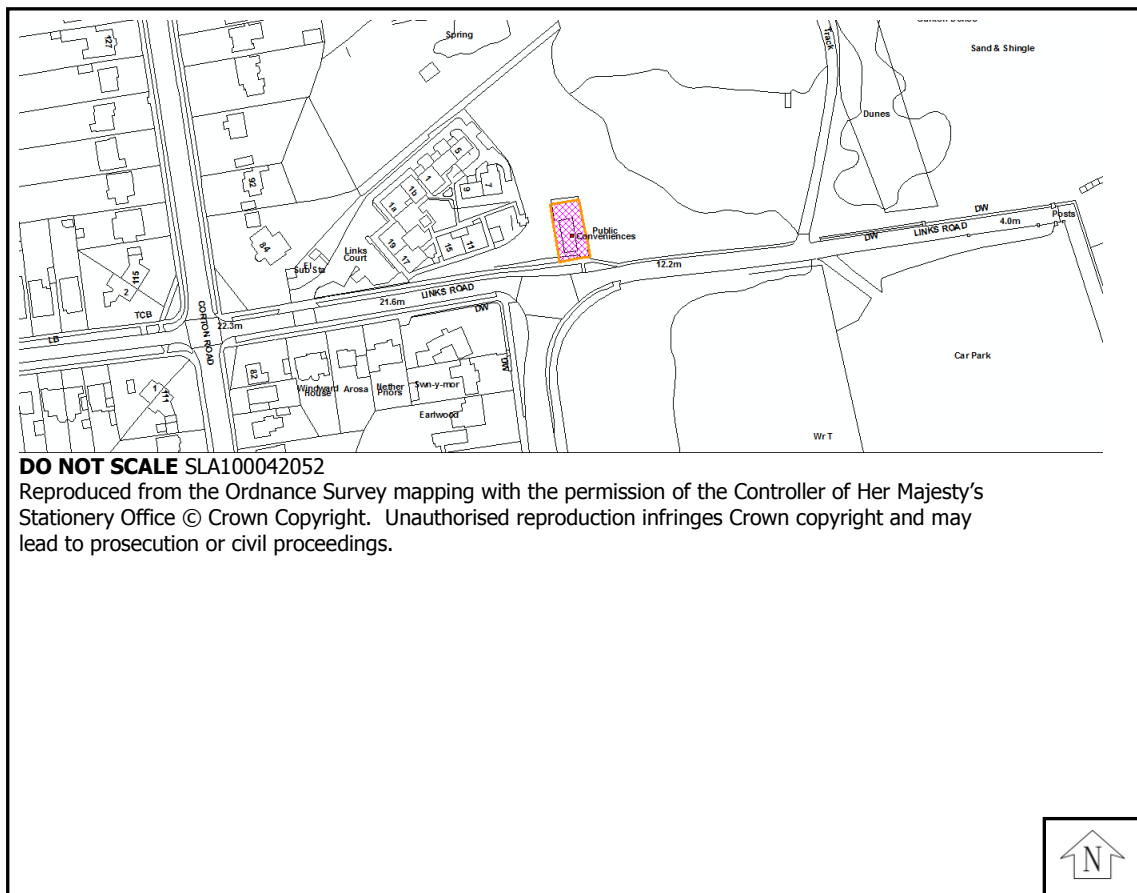 Spring
Track
Sand & Shingle
Dunes
127
92
84
5
1
1b
1a
9
7
19
17
15
11
Links
Court
El
Sub Sta
Public
Conveniences
DW
4.0m
Posts
DW
LINKS ROAD
12.2m
115
2
TCB
LB
CORTON ROAD
22.3m
21.6m
LINKS ROAD
DW
DW
82
Windward
House
Arosa
Nether
Priors
Swn-y-mor
Earlwood
1
111
Car Park
Wr T
DO NOT SCALE SLA100042052
Reproduced from the Ordnance Survey mapping with the permission of the Controller of Her Majesty's
Stationery Office © Crown Copyright. Unauthorised reproduction infringes Crown copyright and may
lead to prosecution or civil proceedings.
N